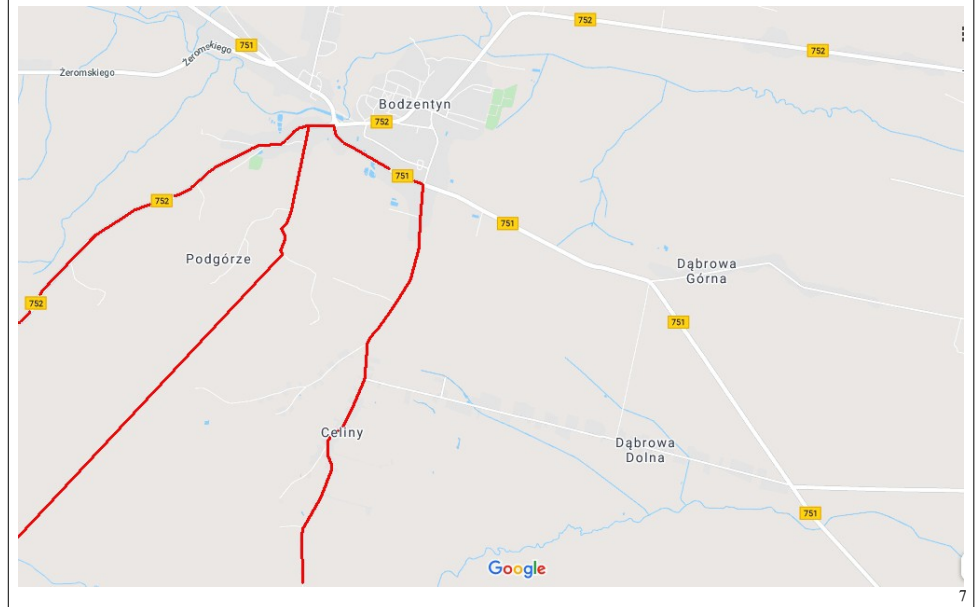 752
751
752
Żeromskiego
Żeromskiego
Bodzentyn
752
751
752
751
Podgórze
Dąbrowa
Górna
752
751
Celiny
Dąbrowa
Dolna
751
Google
7